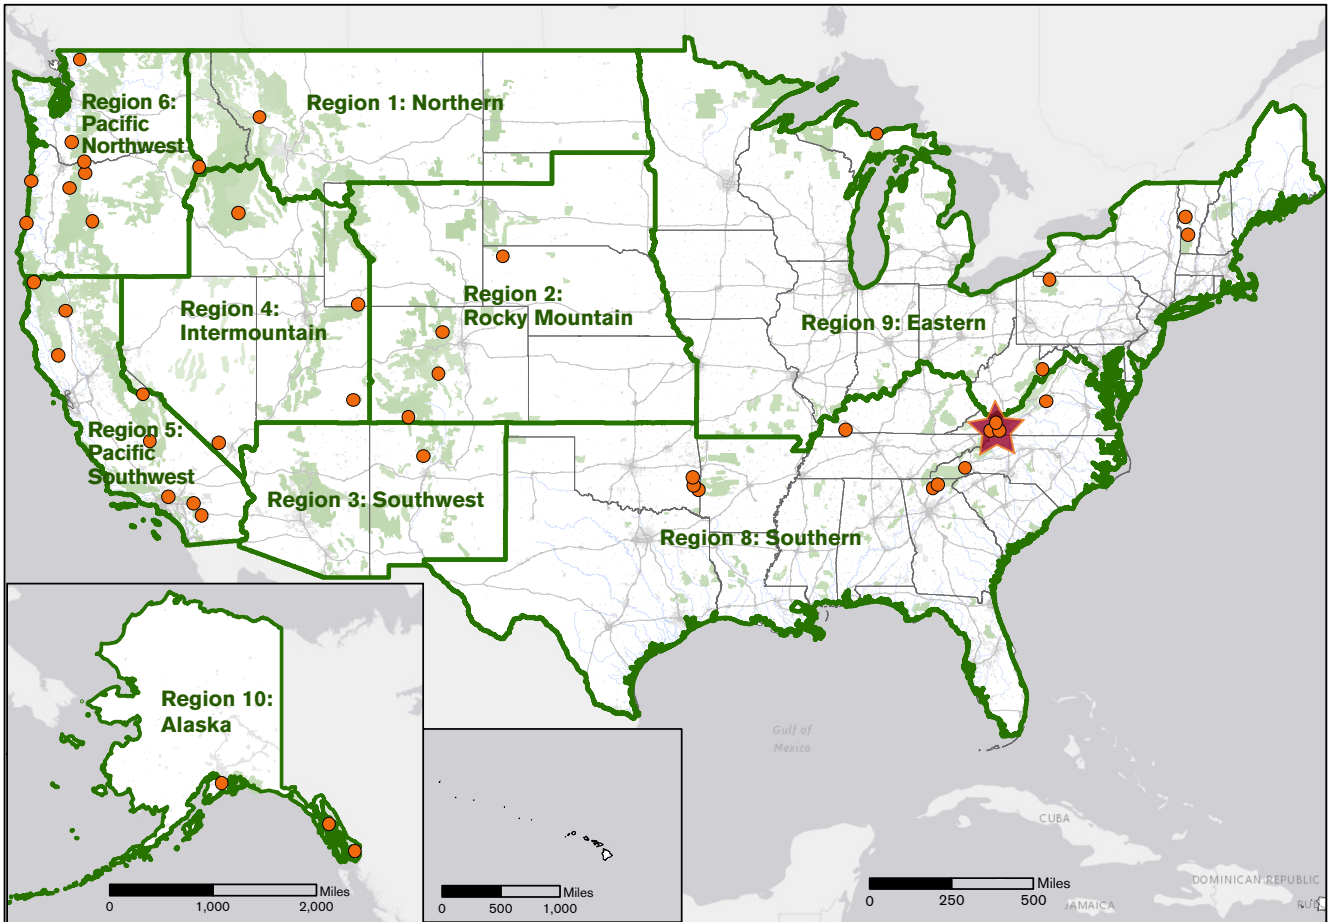 Region 6:
Pacific
Northwest
Region 1: Northern
Region 4:
Intermountain
Region 2:
Rocky Mountain
Region 9: Eastern
Region 5:
Pacific
Southwest
Region 3: Southwest
Region 8: Southern
Region 10:
Alaska
Gulf of
Mexico
CUBA
DOMINICAN REPUBLIC
JAMAICA
Miles
0 1,000 2,000
Miles
0 500 1,000
Miles
0 250 500